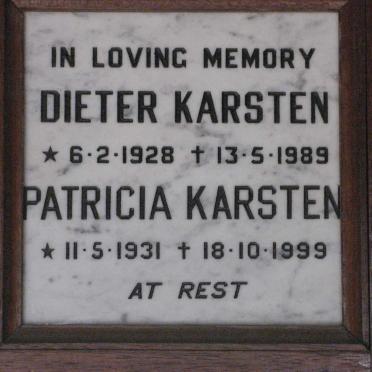 IN LOVING MEMORY
DIETER KARSTEN
★ 6·2·1928 ✝ 13·5·1989
PATRICIA KARSTEN
★ 11·5·1931 ✝ 18·10·1999
AT REST